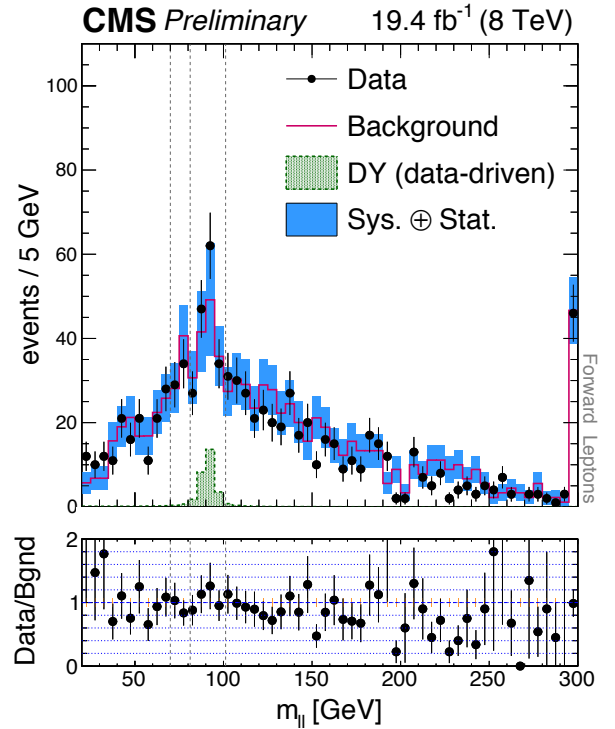 CMS Preliminary 19.4 fb⁻¹ (8 TeV)
events / 5 GeV
100
80
60
40
20
0
Data
Background
DY (data-driven)
Sys. ⊕ Stat.
Forward Leptons
Data/Bgnd
2
1
0
50 100 150 200 250 300
m_ll [GeV]